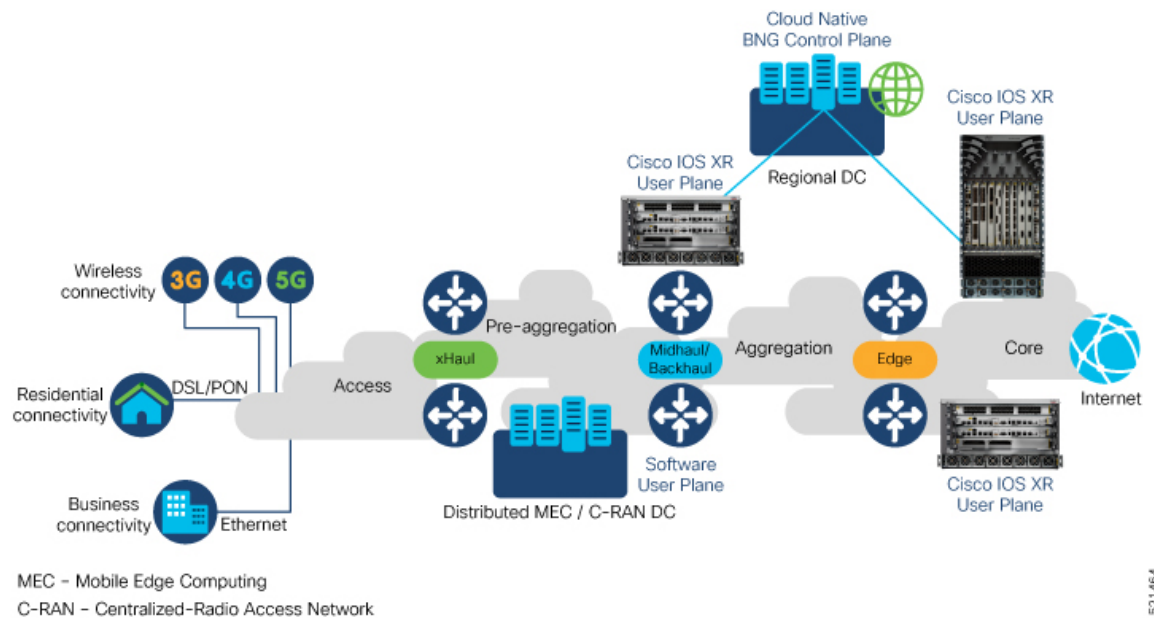 Cloud Native
BNG Control Plane
Cisco IOS XR
User Plane
Cisco IOS XR
User Plane
Regional DC
Wireless
connectivity
3G
4G
5G
Pre-aggregation
xHaul
Midhaul/
Backhaul
Aggregation
Edge
Core
Access
DSL/PON
Residential
connectivity
Internet
Software
User Plane
Cisco IOS XR
User Plane
Business
connectivity
Ethernet
Distributed MEC / C-RAN DC
MEC - Mobile Edge Computing
C-RAN - Centralized-Radio Access Network
521464